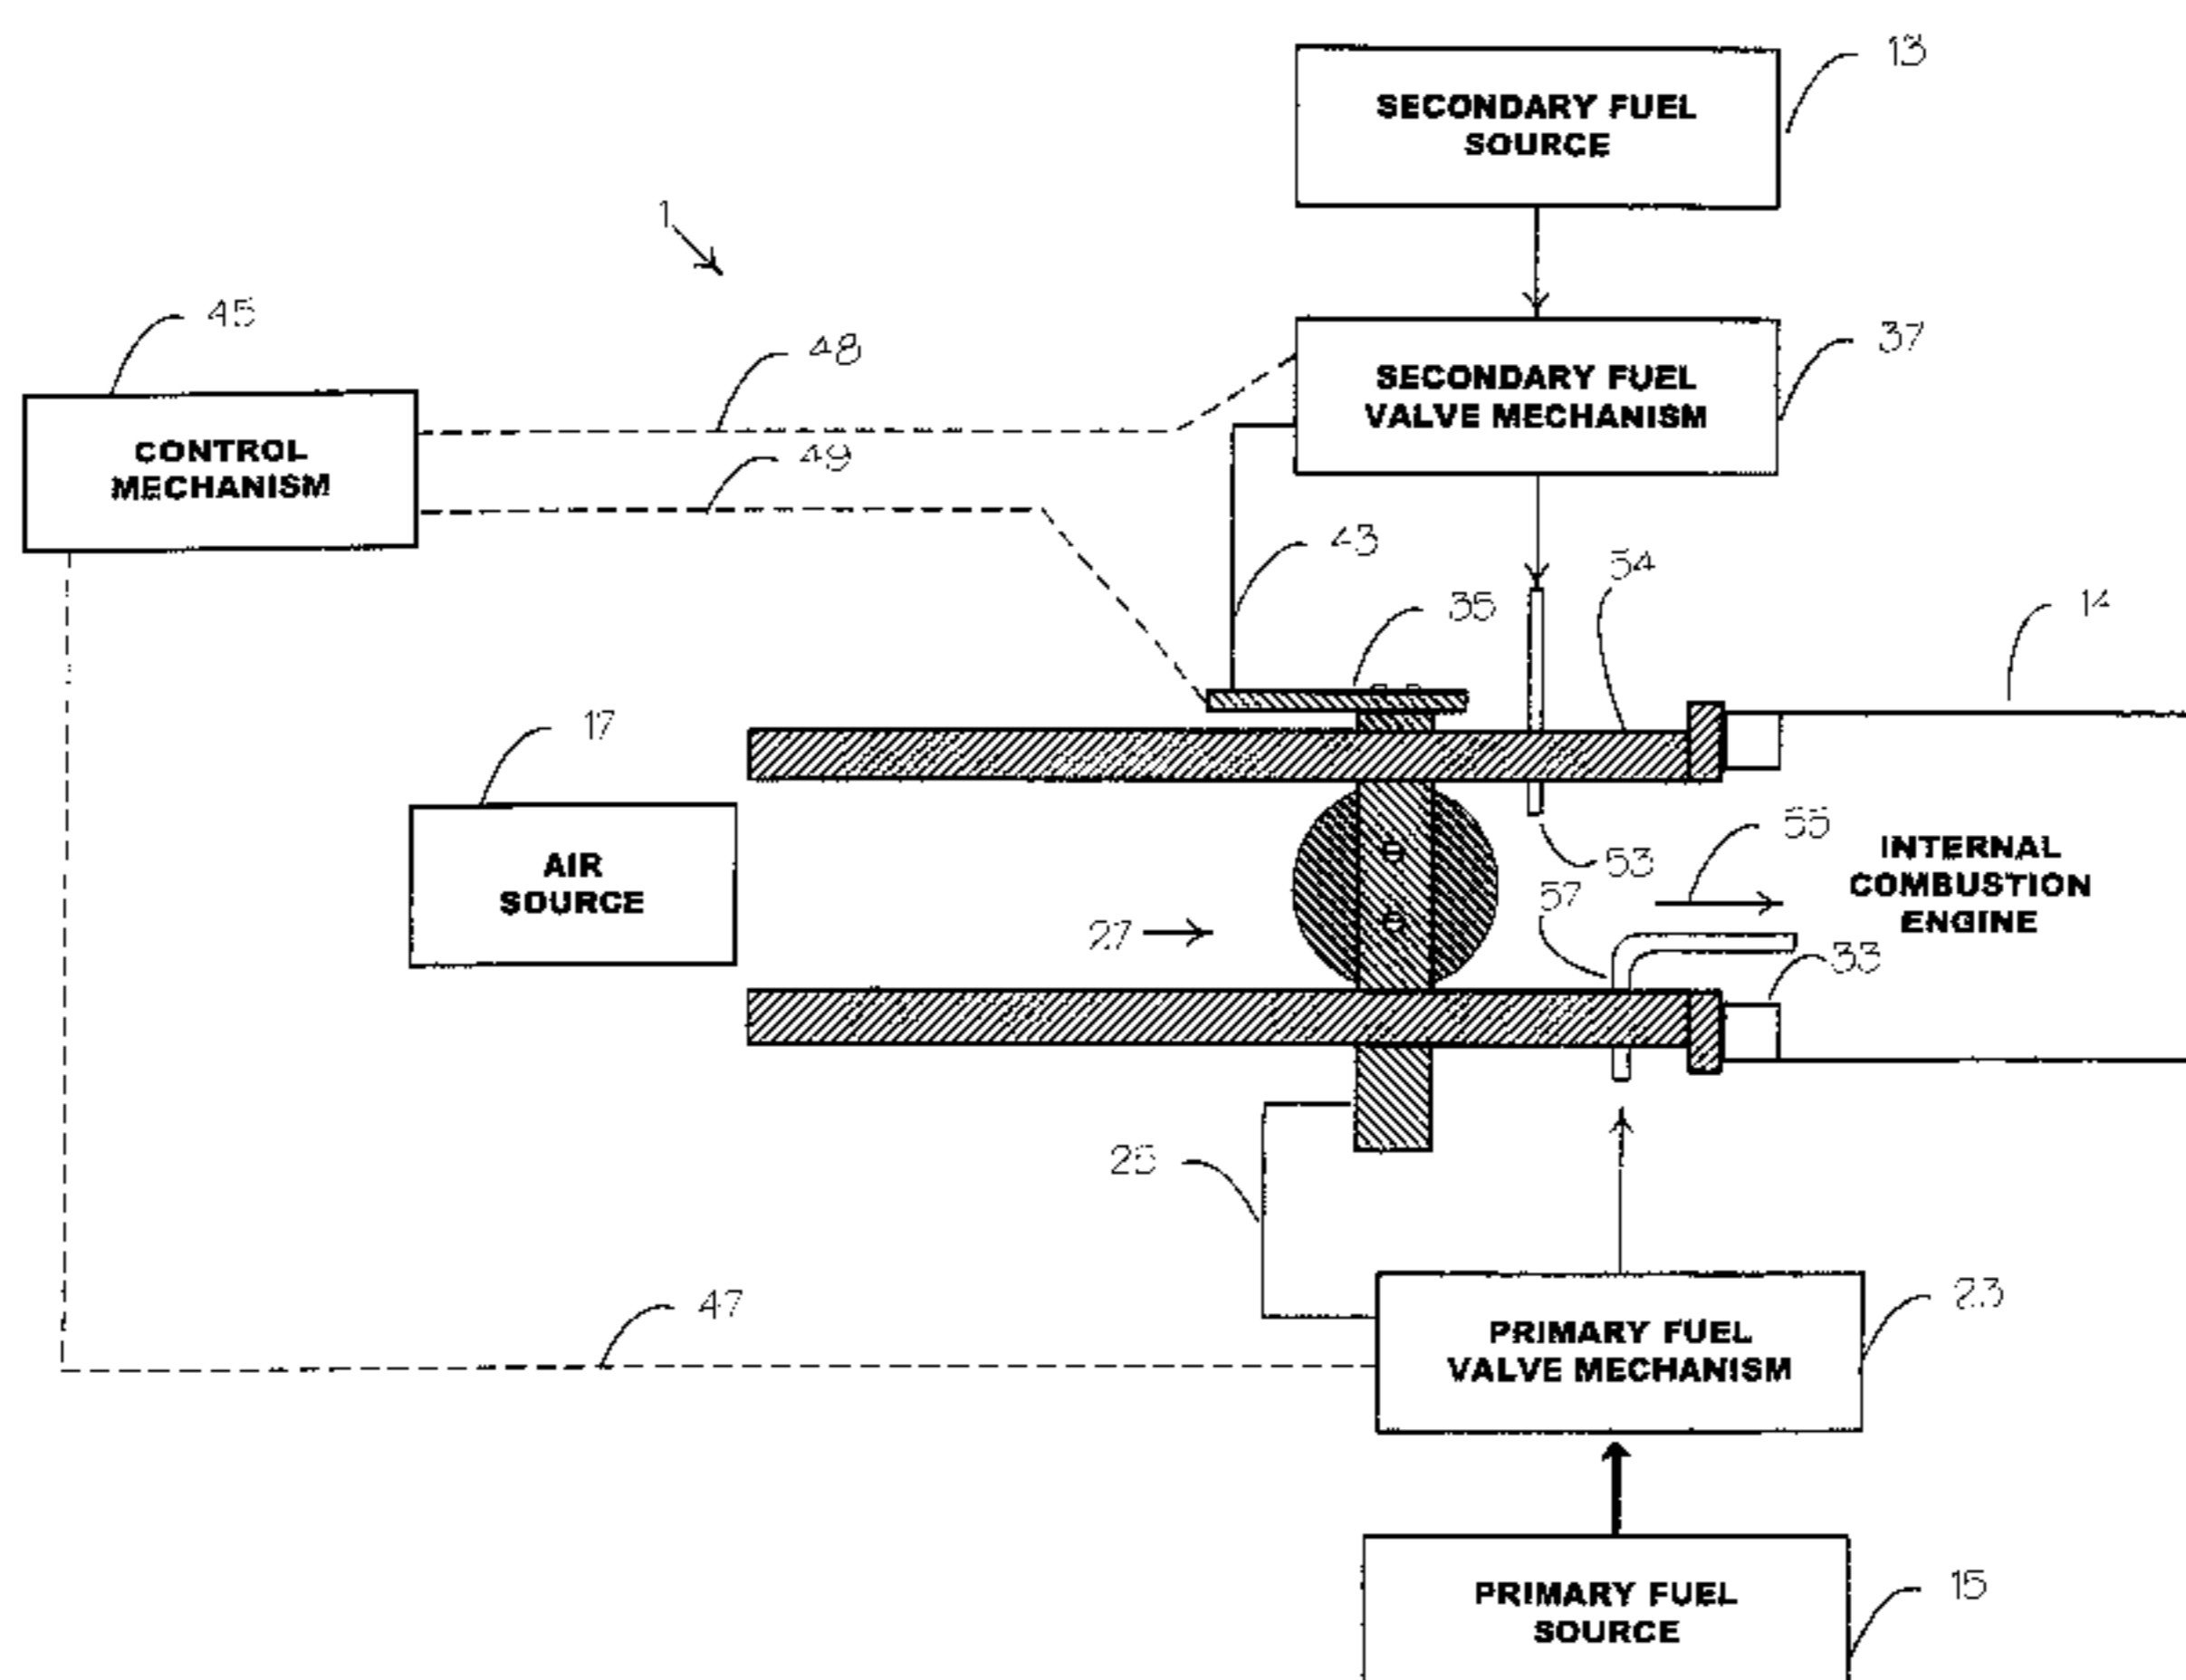 13
SECONDARY FUEL
SOURCE
1
45
48
37
SECONDARY FUEL
VALVE MECHANISM
CONTROL
MECHANISM
49
43
54
35
14
17
AIR
SOURCE
55
53
INTERNAL
COMBUSTION
ENGINE
57
27
33
25
47
23
PRIMARY FUEL
VALVE MECHANISM
15
PRIMARY FUEL
SOURCE